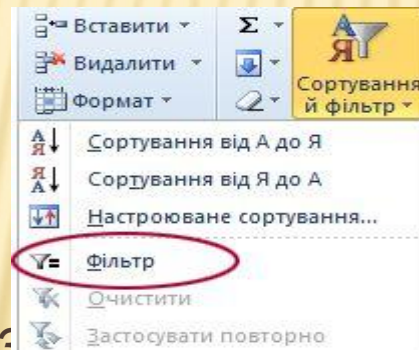 Вставити
Видалити
Формат
Σ
А
Я
Сортування
й фільтр
А
Я
Сортування від А до Я
Я
А
Сортування від Я до А
Настроюване сортування...
Фільтр
Очистити
Застосувати повторно